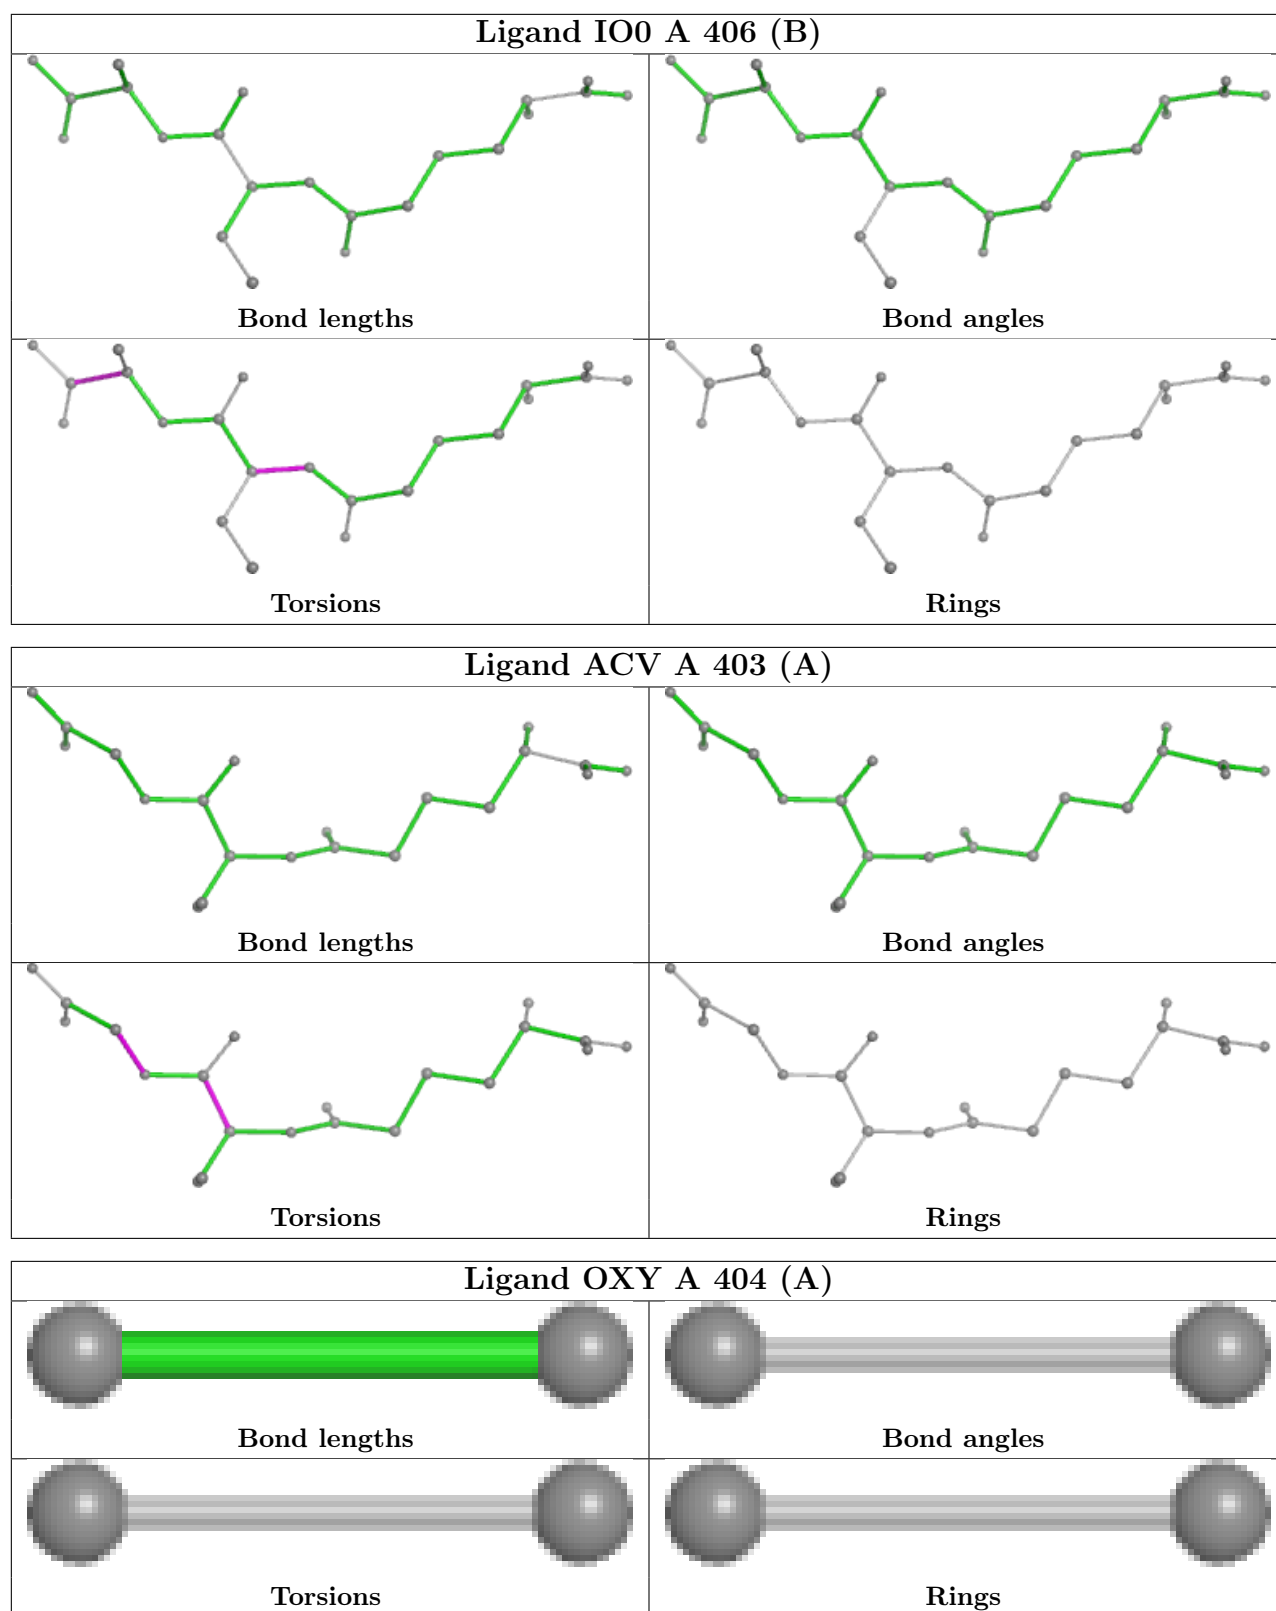 Ligand IO0 A 406 (B)
Bond lengths
Bond angles
Torsions
Rings
Ligand ACV A 403 (A)
Bond lengths
Bond angles
Torsions
Rings
Ligand OXY A 404 (A)
Bond lengths
Bond angles
Torsions
Rings